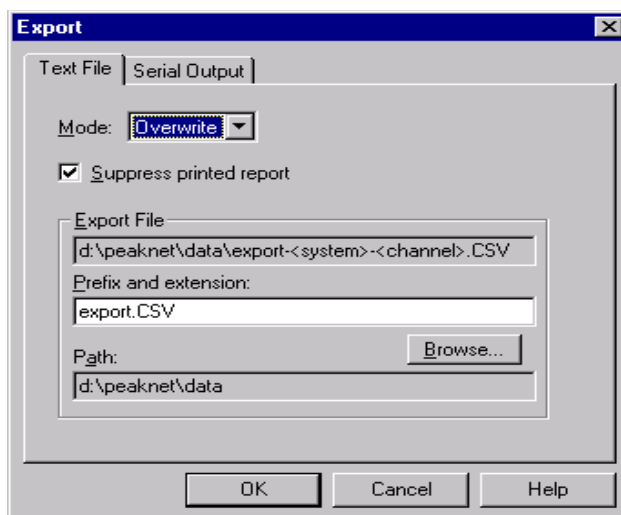 Export
Text File Serial Output
Mode: Overwrite
Suppress printed report
Export File
d:\peaknet\data\export-<system>-<channel>.CSV
Prefix and extension:
export.CSV
Browse...
Path:
d:\peaknet\data
OK Cancel Help